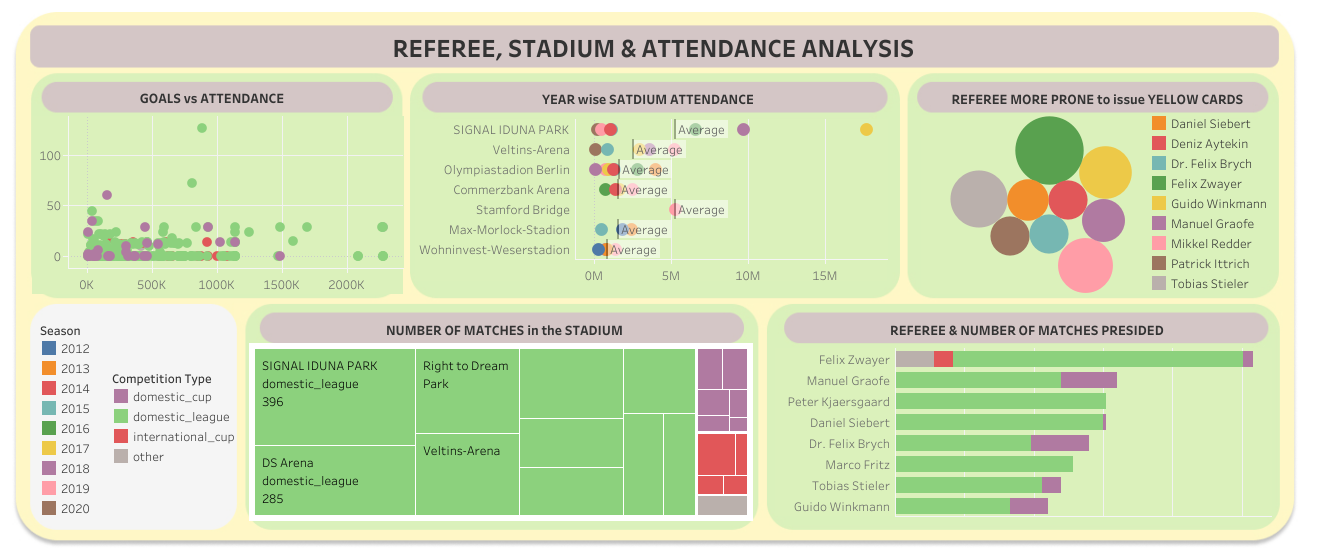 REFEREE, STADIUM & ATTENDANCE ANALYSIS
GOALS vs ATTENDANCE
100
50
0
0K 500K 1000K 1500K 2000K
YEAR wise SATDIUM ATTENDANCE
SIGNAL IDUNA PARK Average
Veltins-Arena Average
Olympiastadion Berlin Average
Commerzbank Arena Average
Stamford Bridge Average
Max-Morlock-Stadion Average
Wohninvest-Weserstadion Average
0M 5M 10M 15M
REFEREE MORE PRONE to issue YELLOW CARDS
Daniel Siebert
Deniz Aytekin
Dr. Felix Brych
Felix Zwayer
Guido Winkmann
Manuel Graofe
Mikkel Redder
Patrick Ittrich
Tobias Stieler
Season
2012
2013
2014
2015
2016
2017
2018
2019
2020
Competition Type
domestic_cup
domestic_league
international_cup
other
NUMBER OF MATCHES in the STADIUM
SIGNAL IDUNA PARK
domestic_league
396
DS Arena
domestic_league
285
Right to Dream
Park
Veltins-Arena
REFEREE & NUMBER OF MATCHES PRESIDED
Felix Zwayer
Manuel Graofe
Peter Kjaersgaard
Daniel Siebert
Dr. Felix Brych
Marco Fritz
Tobias Stieler
Guido Winkmann